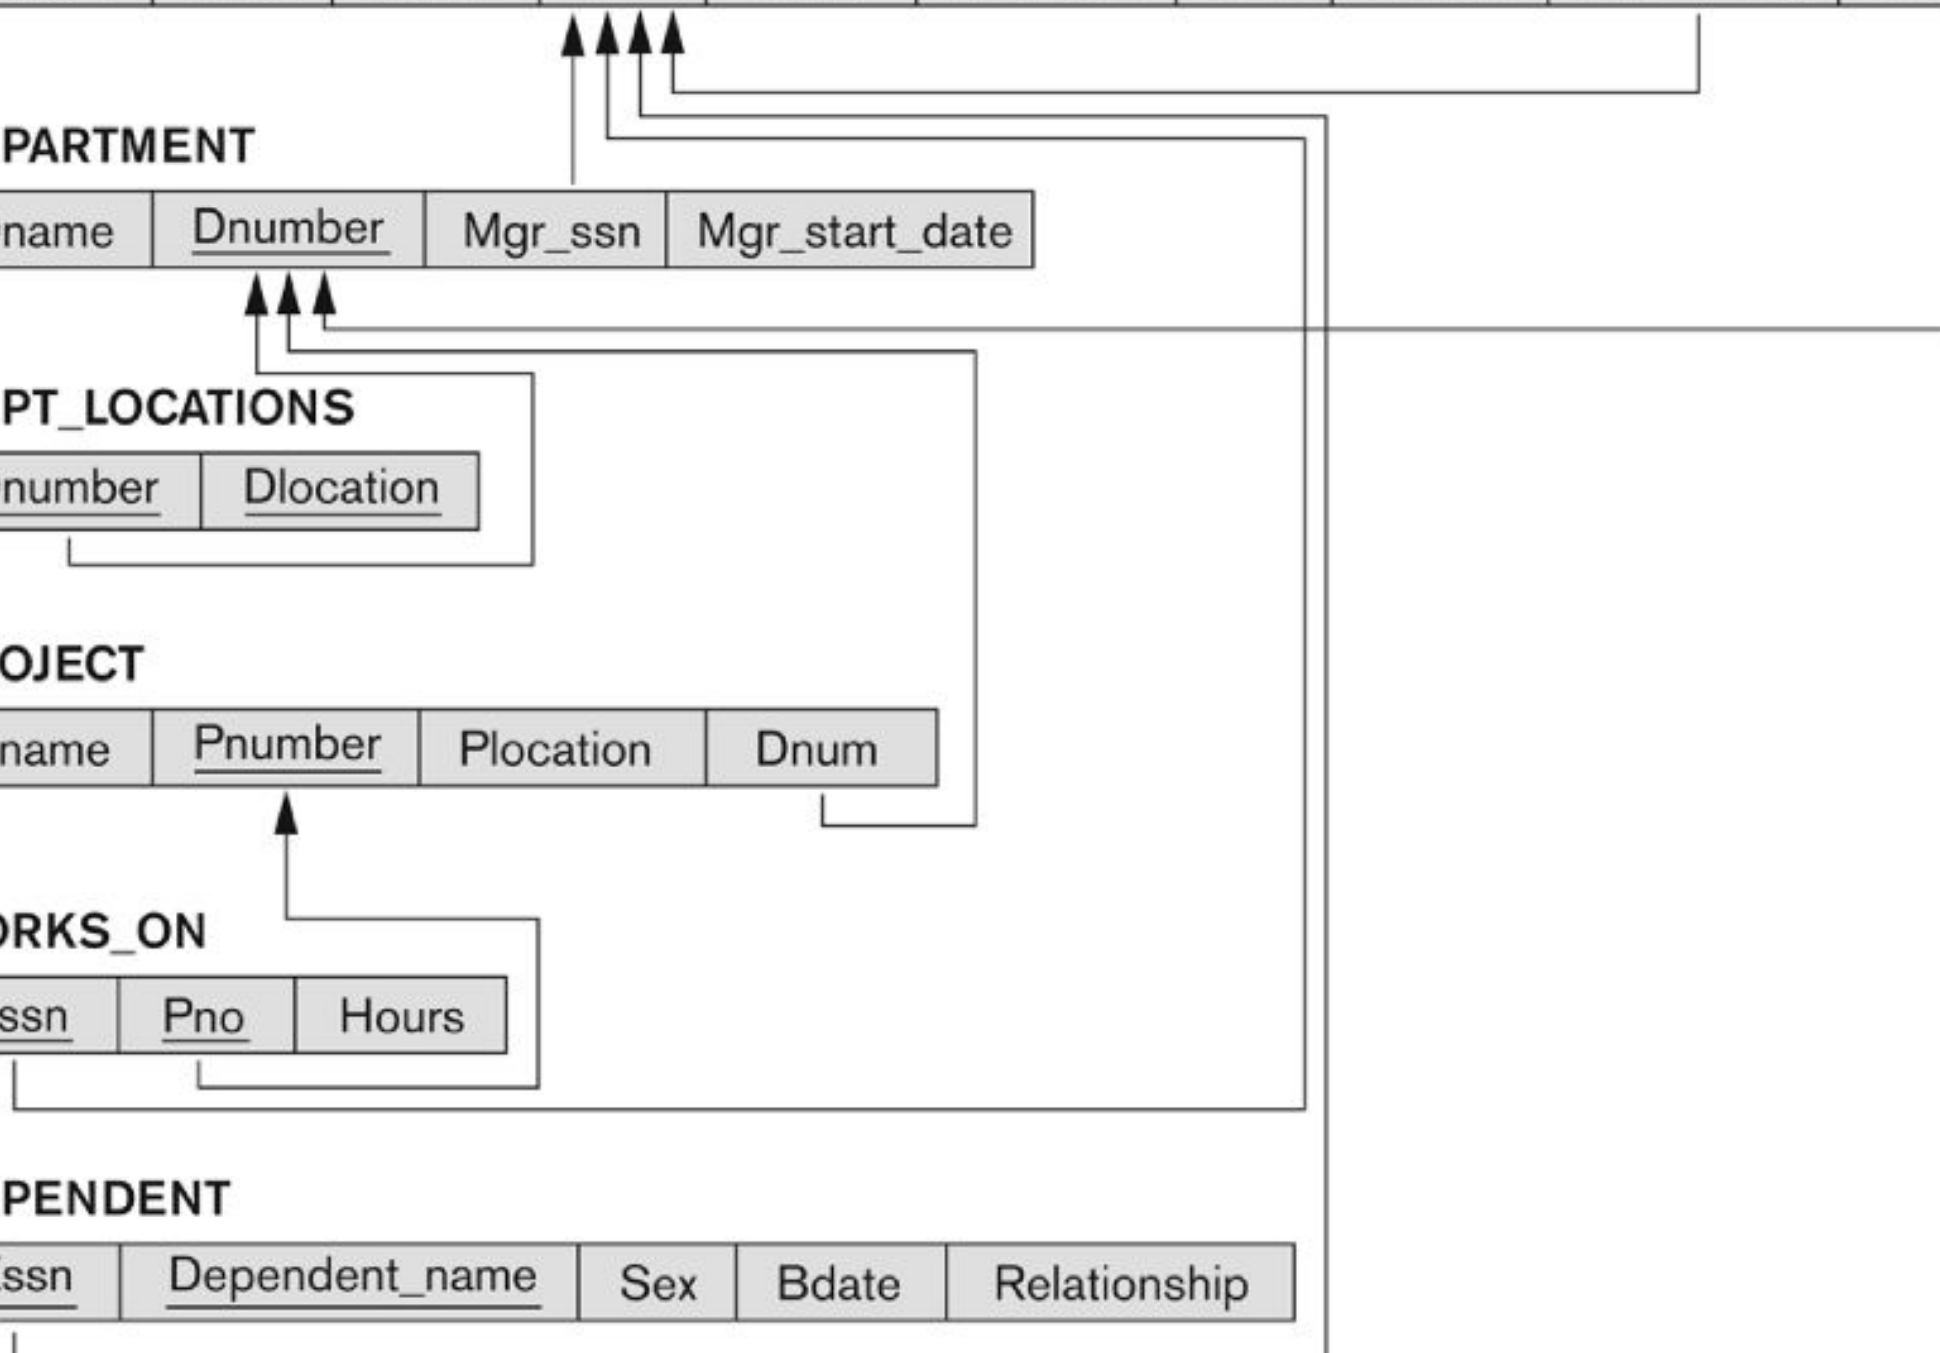 PARTMENT
name Dnumber Mgr_ssn Mgr_start_date
PT_LOCATIONS
number Dlocation
OJECT
name Pnumber Plocation Dnum
ORKS_ON
ssn Pno Hours
PENDENT
ssn Dependent_name Sex Bdate Relationship